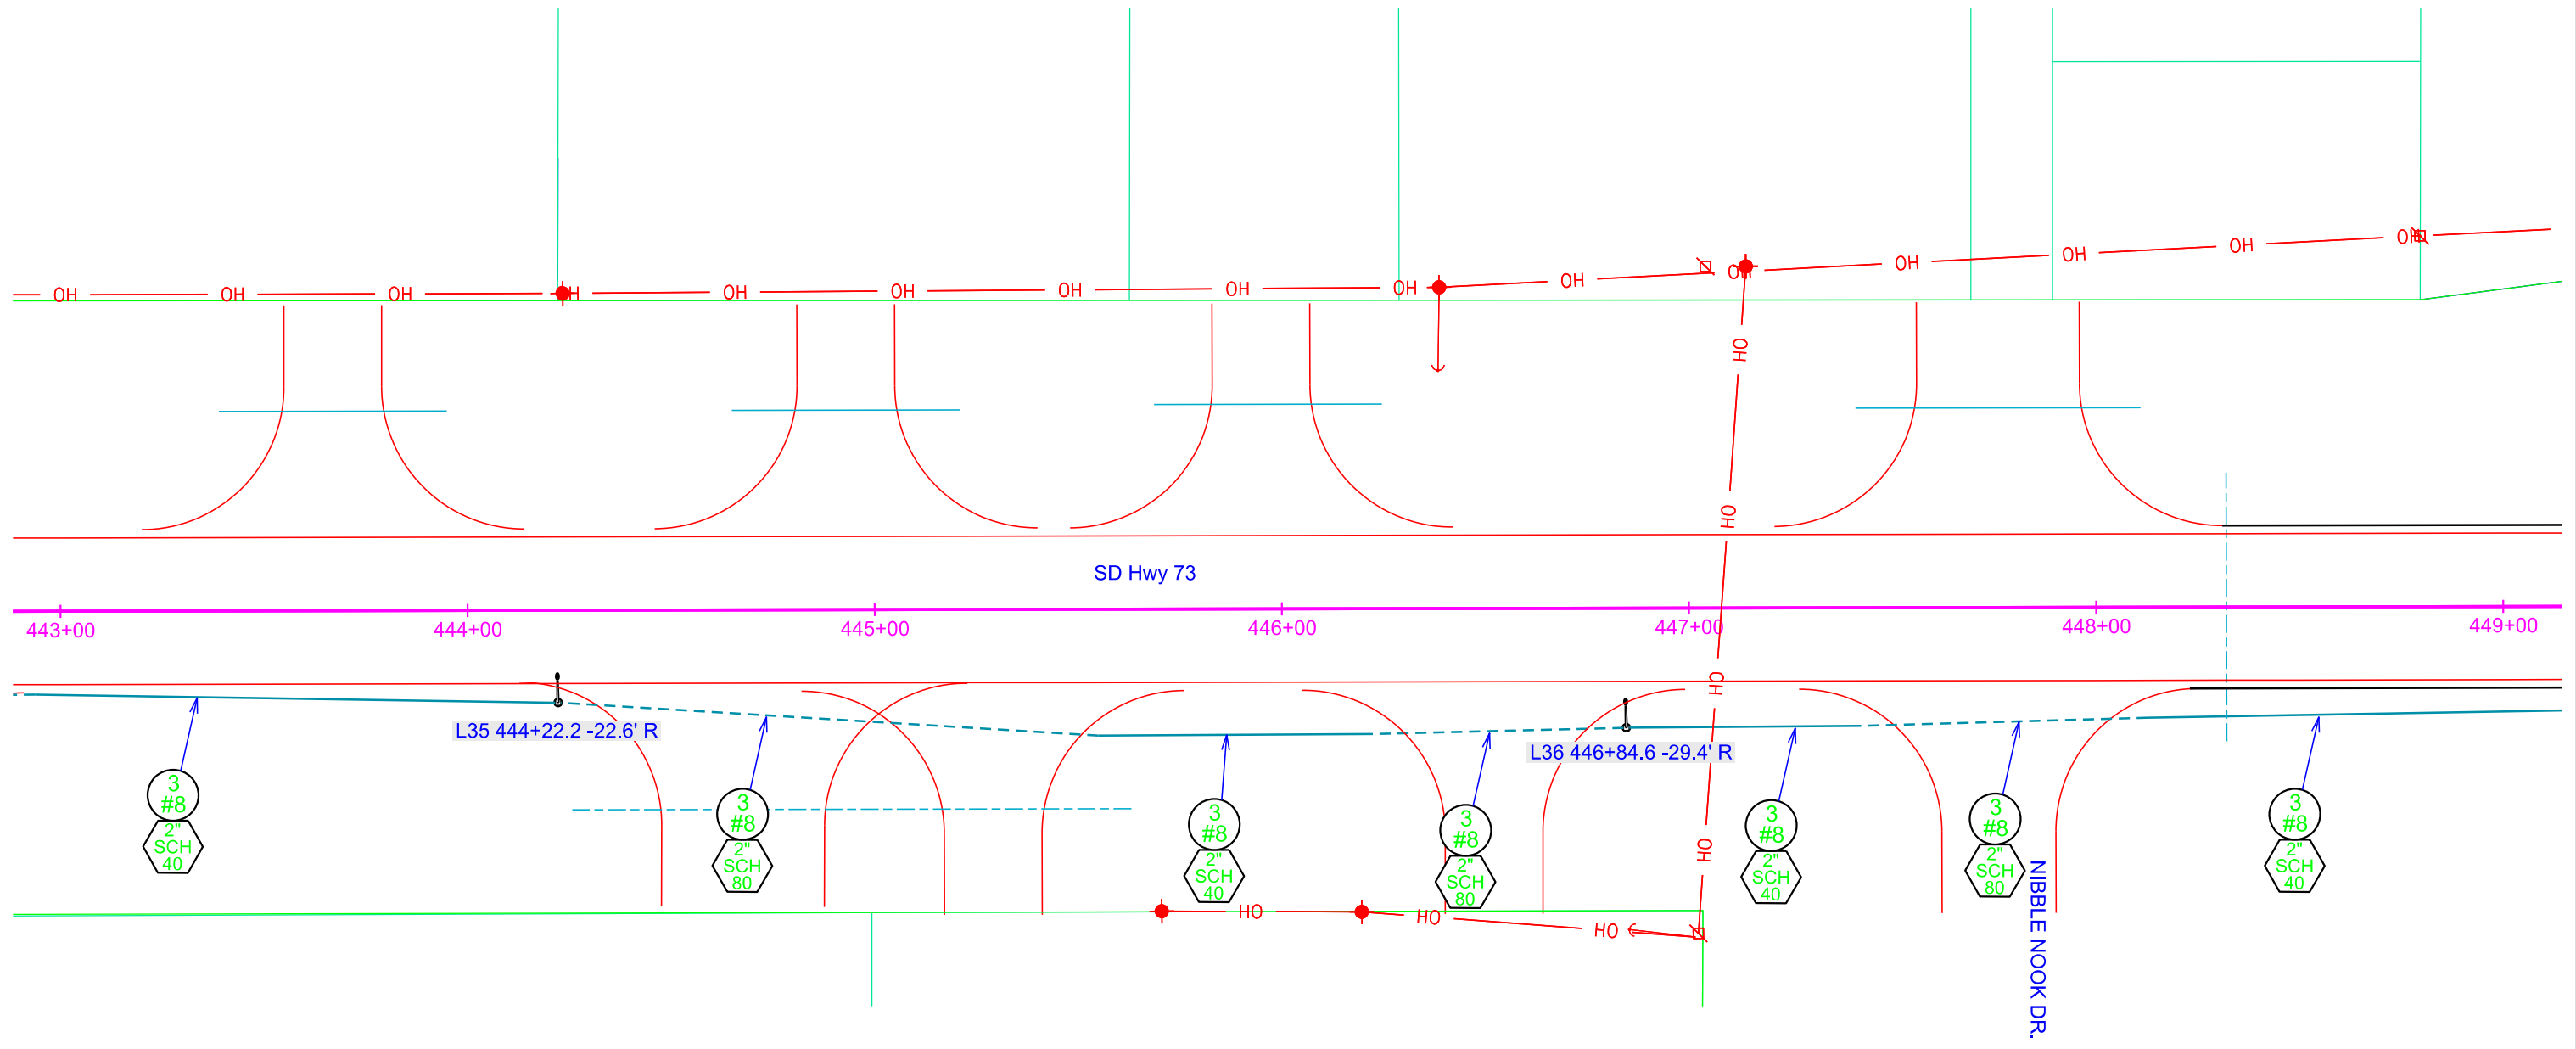 OH OH OH OH OH OH OH OH OH OH OH OH OH OH OH OH
OH
OH
SD Hwy 73
443+00 444+00 445+00 446+00 447+00 448+00 449+00
OH
L35 444+22.2 -22.6' R
L36 446+84.6 -29.4' R
3
#8
2"
SCH
40
3
#8
2"
SCH
80
3
#8
2"
SCH
40
3
#8
2"
SCH
80
OH
3
#8
2"
SCH
40
3
#8
2"
SCH
80
3
#8
2"
SCH
40
NIBBLE NOOK DR.
OH OH OH